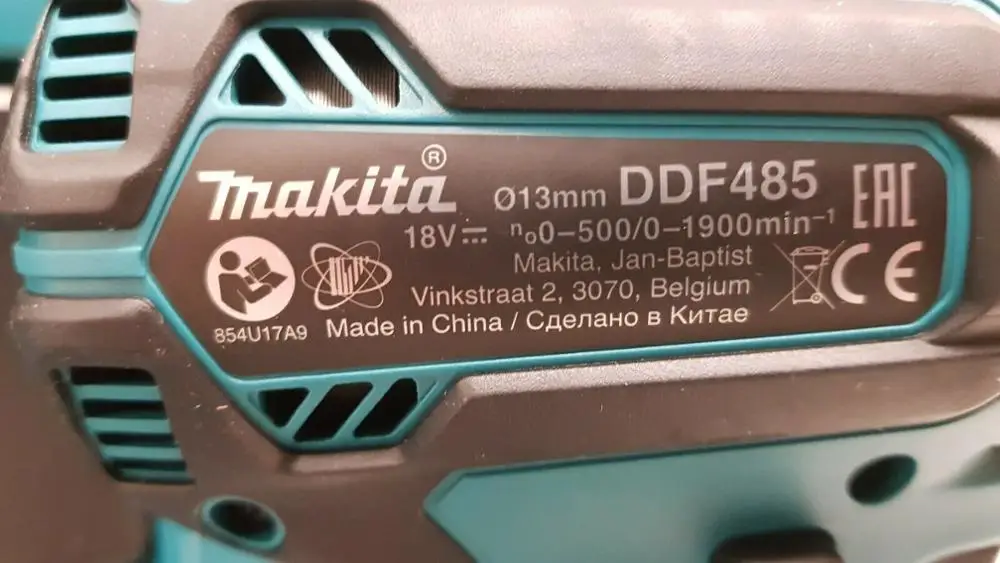 makita®
Ø13mm DDF485
18V⎓ n₀0–500/0–1900min⁻¹
Makita, Jan-Baptist
Vinkstraat 2, 3070, Belgium
854U17A9 Made in China / Сделано в Китае
EAC
CE